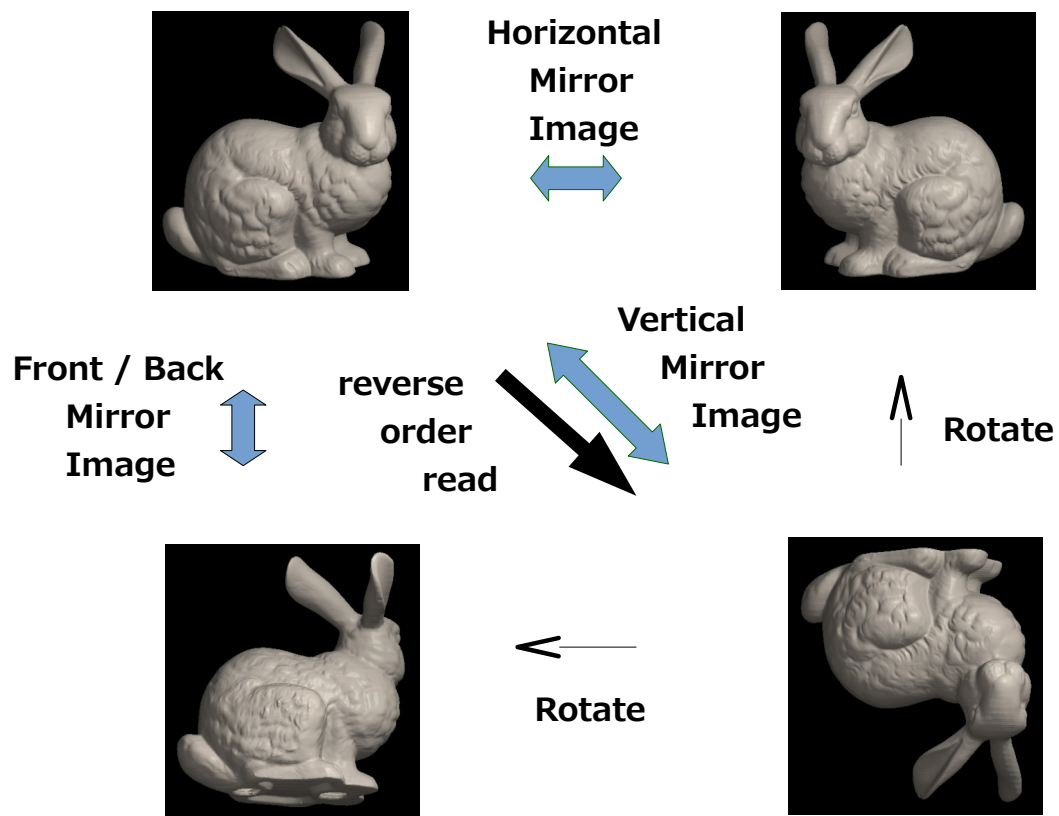 Horizontal
Mirror
Image
Vertical
Mirror
Image
Front / Back
Mirror
Image
reverse
order
read
Rotate
Rotate